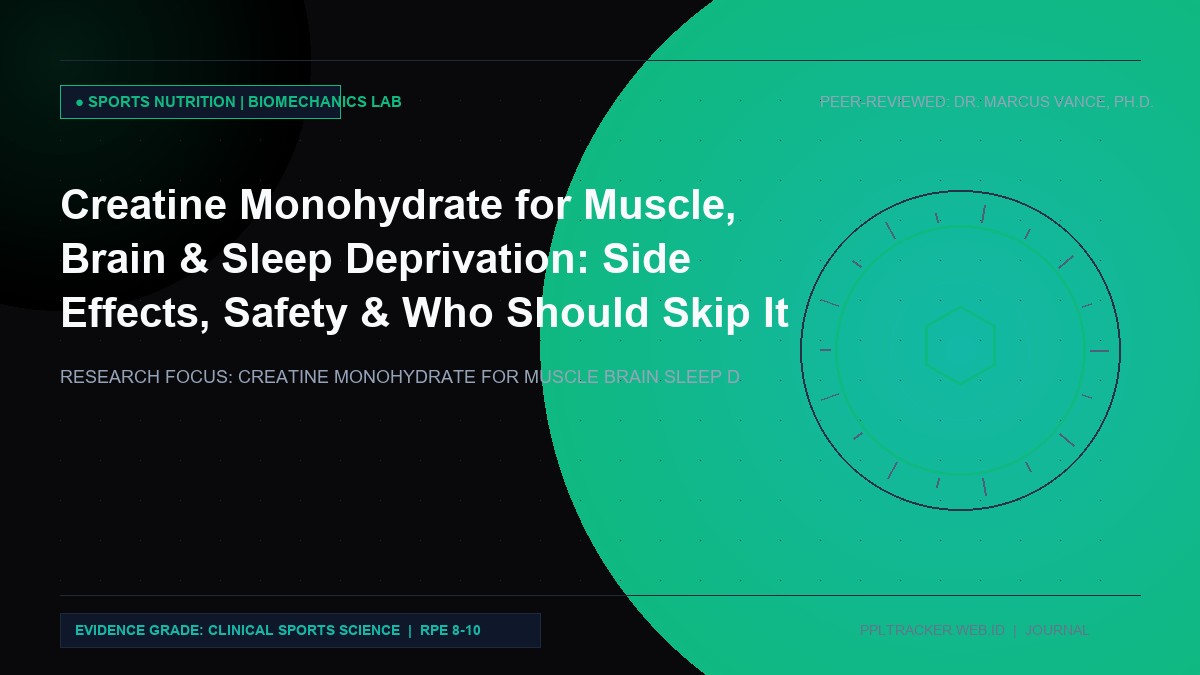 ● SPORTS NUTRITION | BIOMECHANICS LAB
PEER-REVIEWED: DR. MARCUS VANCE, PH.D.
Creatine Monohydrate for Muscle,
Brain & Sleep Deprivation: Side
Effects, Safety & Who Should Skip It
RESEARCH FOCUS: CREATINE MONOHYDRATE FOR MUSCLE BRAIN SLEEP D
EVIDENCE GRADE: CLINICAL SPORTS SCIENCE | RPE 8-10
PPLTRACKER WEB ID | JOURNAL